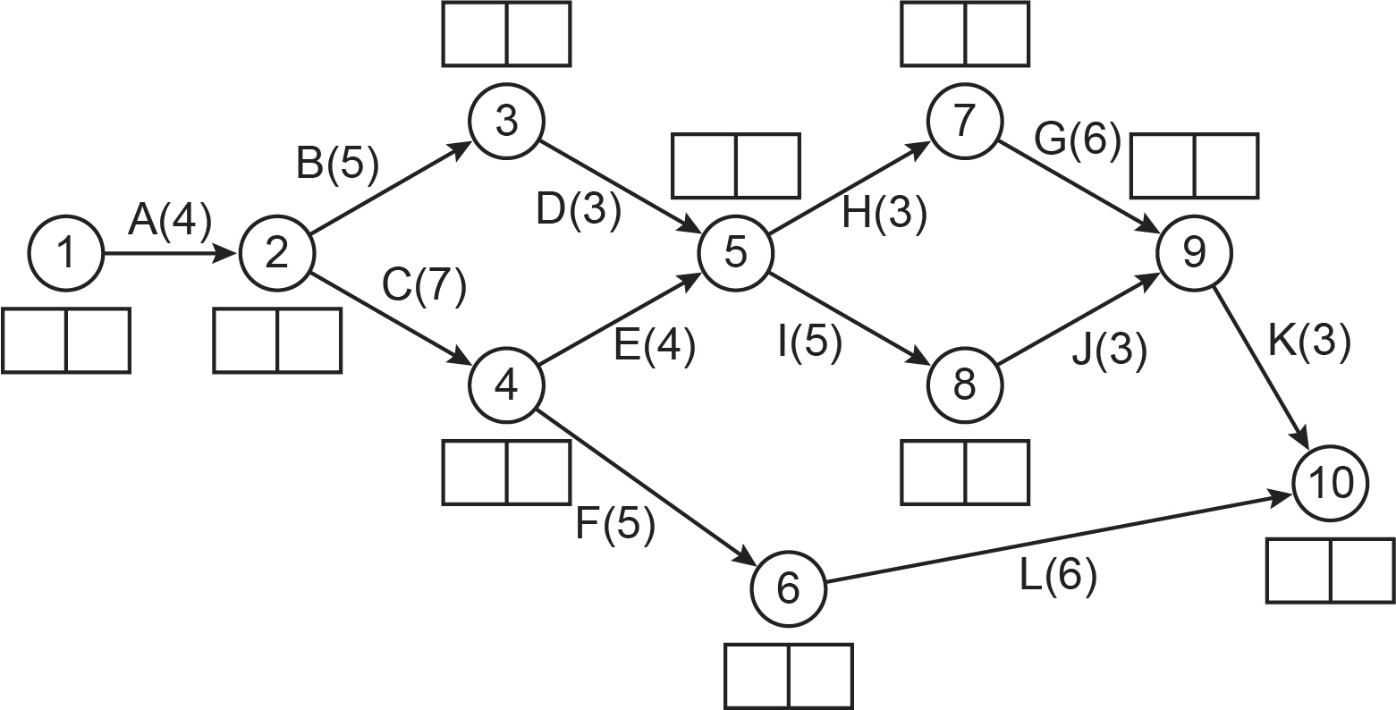 3
7
B(5)
G(6)
A(4)
D(3)
H(3)
1
2
5
9
C(7)
E(4)
I(5)
J(3)
K(3)
4
8
10
F(5)
L(6)
6